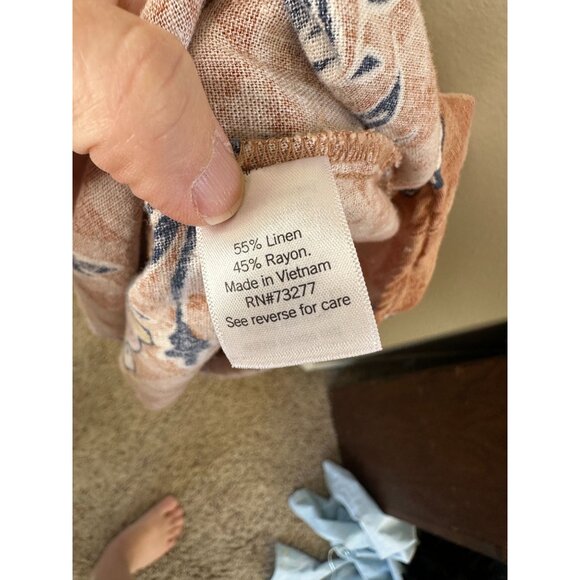 55% Linen
45% Rayon.
Made in Vietnam
RN#73277
See reverse for care